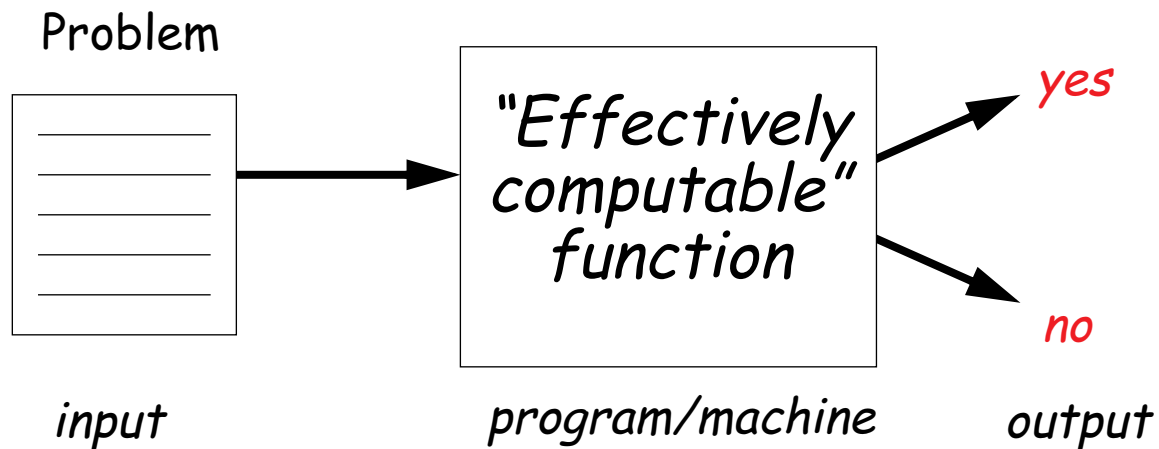 Problem
"Effectively
computable"
function
yes
no
input
program/machine
output